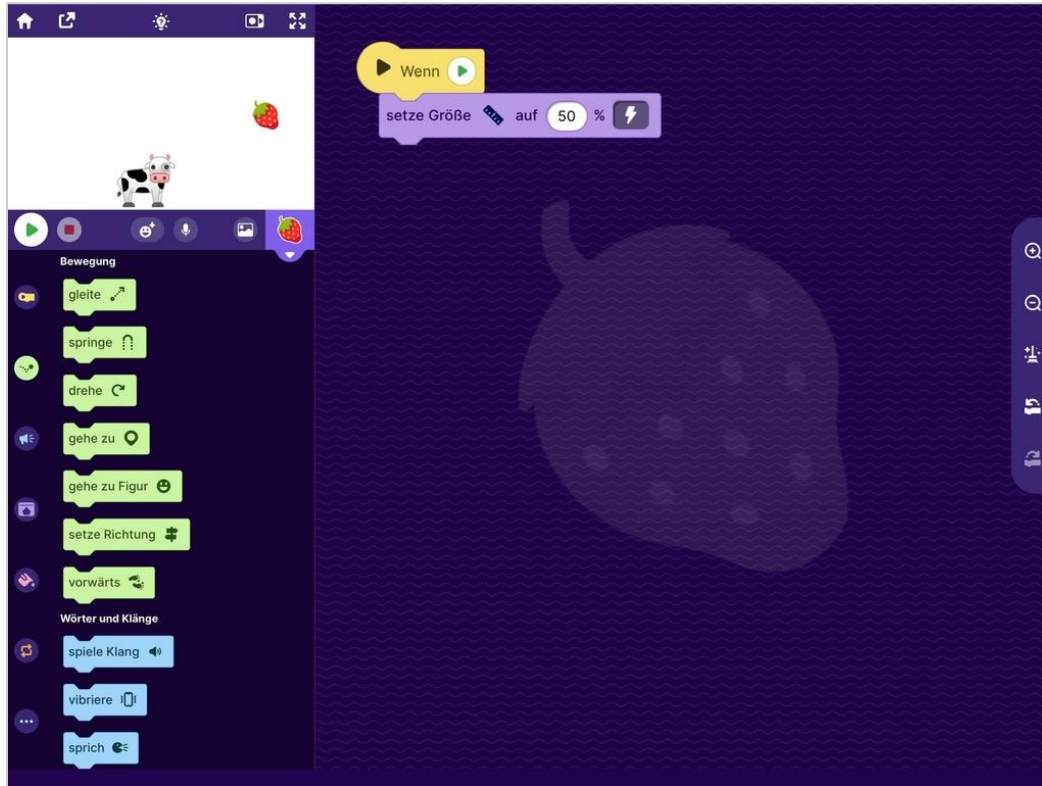 Wenn
setze Größe auf 50 %
Bewegung
gleite
springe
drehe
gehe zu
gehe zu Figur
setze Richtung
vorwärts
Wörter und Klänge
spiele Klang
vibriere
sprich